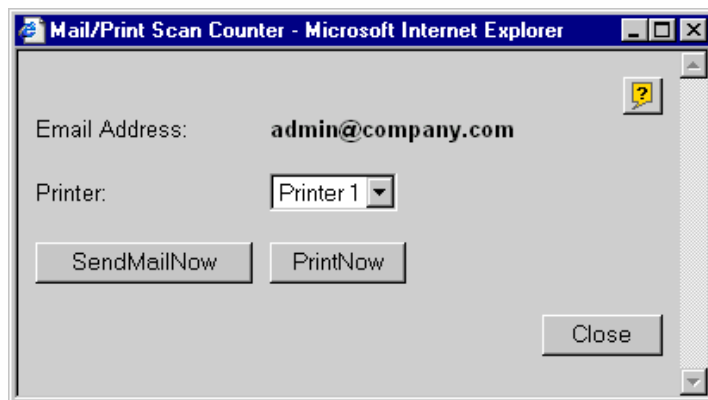 Mail/Print Scan Counter - Microsoft Internet Explorer
?
Email Address: admin@company.com
Printer: Printer 1
SendMailNow PrintNow
Close